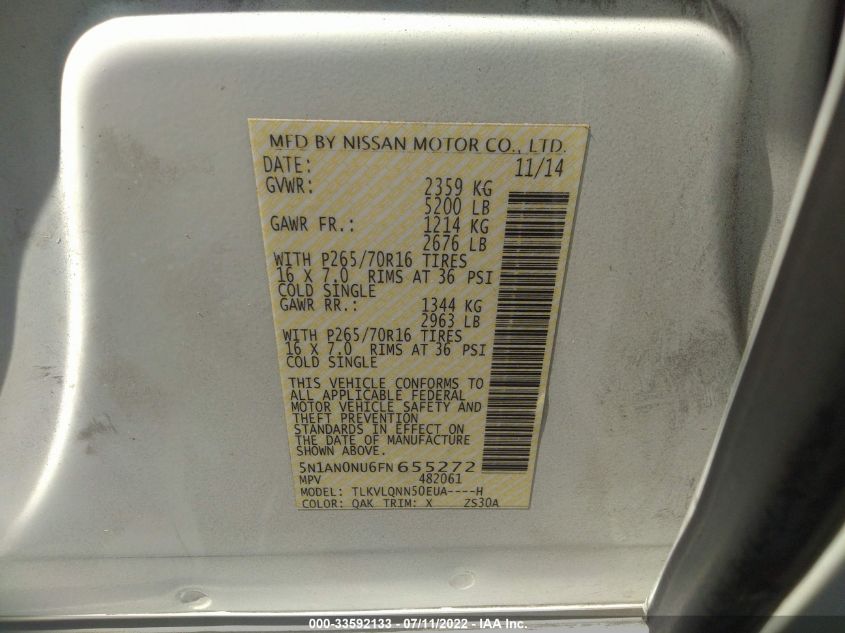 MFD BY NISSAN MOTOR CO., LTD.
DATE: 11/14
GVWR: 2359 KG
5200 LB
GAWR FR.: 1214 KG
2676 LB
WITH P265/70R16 TIRES
16 X 7.0 RIMS AT 36 PSI
COLD SINGLE
GAWR RR.: 1344 KG
2963 LB
WITH P265/70R16 TIRES
16 X 7.0 RIMS AT 36 PSI
COLD SINGLE
THIS VEHICLE CONFORMS TO
ALL APPLICABLE FEDERAL
MOTOR VEHICLE SAFETY AND
THEFT PREVENTION
STANDARDS IN EFFECT ON
THE DATE OF MANUFACTURE
SHOWN ABOVE.
5N1AN0NU6FN655272
MPV 482061
MODEL: TLKVLQNN50EUA----H
COLOR: QAK TRIM: X ZS30A
000-33592133 - 07/11/2022 - IAA Inc.